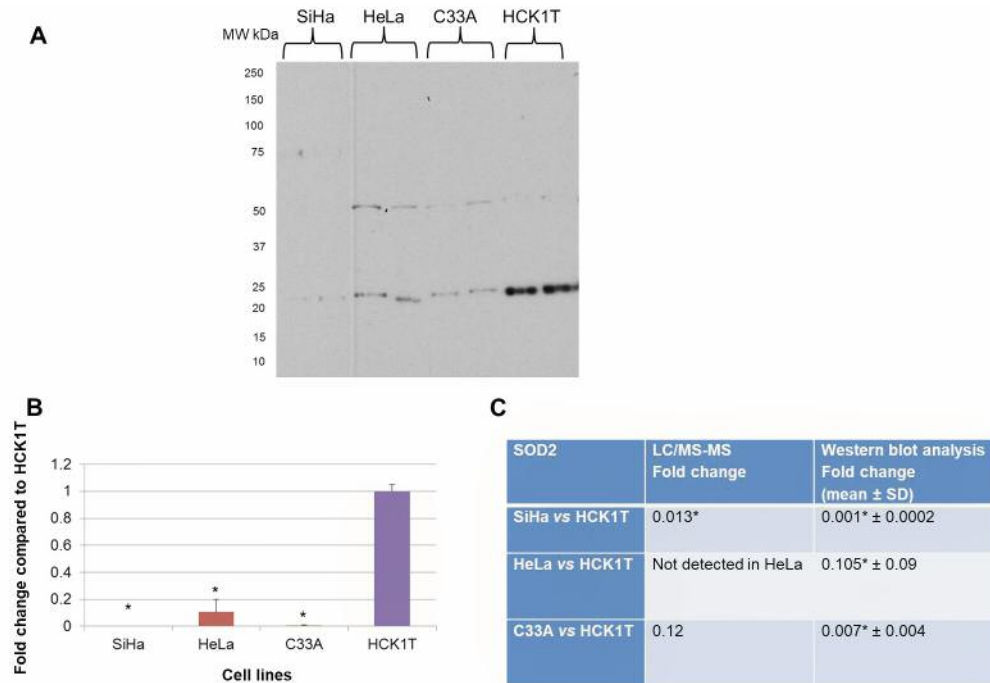 A
MW kDa
SiHa HeLa C33A HCK1T
250
150
100
75
50
37
25
20
15
10
B
Fold change compared to HCK1T
1.2
1
0.8
0.6
0.4
0.2
0
* * *
SiHa HeLa C33A HCK1T
Cell lines
C
SOD2 LC/MS-MS Western blot analysis
Fold change Fold change
(mean ± SD)
SiHa vs HCK1T 0.013* 0.001* ± 0.0002
HeLa vs HCK1T Not detected in HeLa 0.105* ± 0.09
C33A vs HCK1T 0.12 0.007* ± 0.004